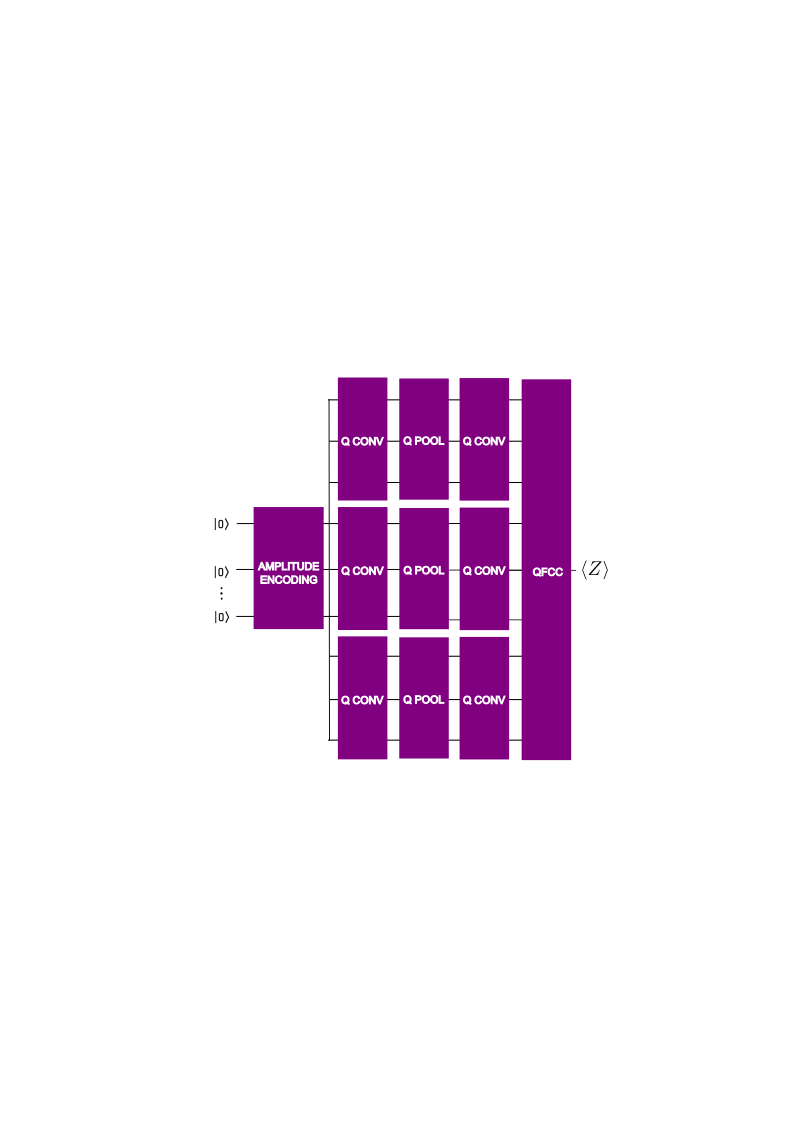 Q CONV Q POOL Q CONV
|0⟩
|0⟩
⋮
|0⟩
AMPLITUDE
ENCODING
Q CONV Q POOL Q CONV
QFCC ⟨Z⟩
Q CONV Q POOL Q CONV